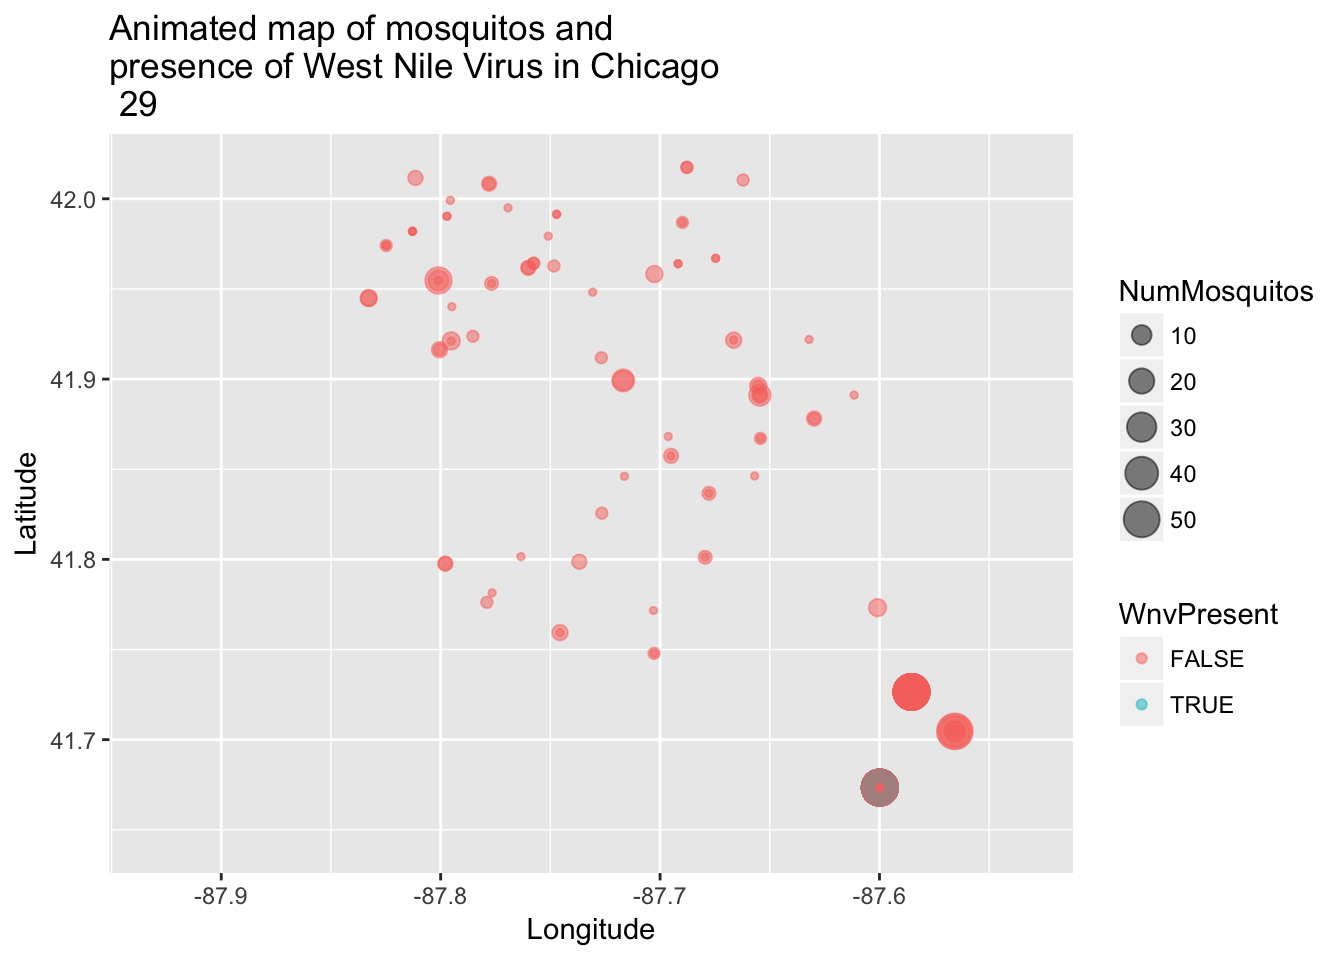 Animated map of mosquitos and
presence of West Nile Virus in Chicago
29
42.0
41.9
41.8
41.7
Latitude
-87.9
-87.8
-87.7
-87.6
Longitude
NumMosquitos
10
20
30
40
50
WnvPresent
FALSE
TRUE